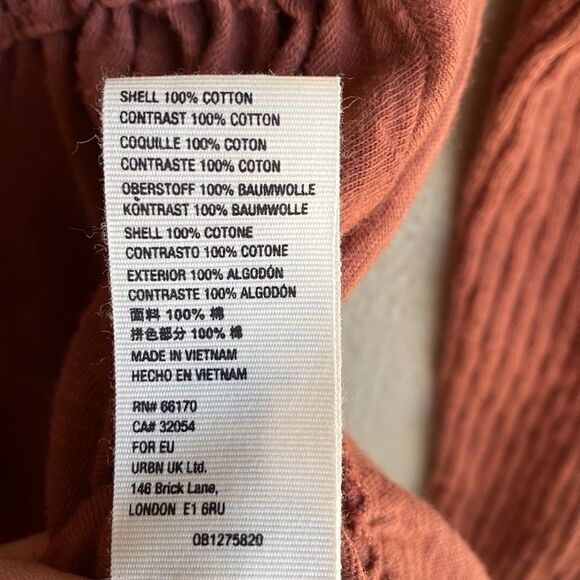 SHELL 100% COTTON
CONTRAST 100% COTTON
COQUILLE 100% COTON
CONTRASTE 100% COTON
OBERSTOFF 100% BAUMWOLLE
KONTRAST 100% BAUMWOLLE
SHELL 100% COTONE
CONTRASTO 100% COTONE
EXTERIOR 100% ALGODÓN
CONTRASTE 100% ALGODÓN
面料 100% 棉
拼色部分 100% 棉
MADE IN VIETNAM
HECHO EN VIETNAM
RN# 66170
CA# 32054
FOR EU
URBN UK Ltd.
146 Brick Lane,
LONDON E1 6RU
OB1275820